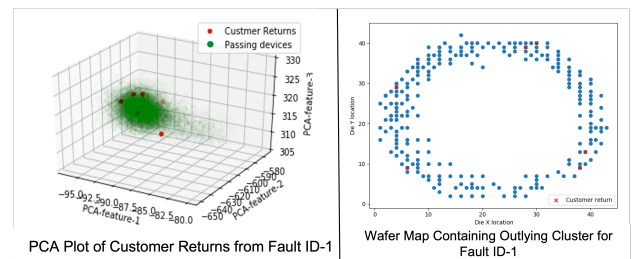 Custmer Returns
Passing devices
330
325
320
315
310
305
PCA-feature-3
-95.0
-92.5
-90.0
-87.5
-85.0
-82.5
-80.0
PCA-feature-1
-650
-640
-630
-620
-610
-600
-590
-580
PCA-feature-2
PCA Plot of Customer Returns from Fault ID-1
40
30
20
10
0
Die Y location
0 10 20 30 40
Die X location
Customer return
Wafer Map Containing Outlying Cluster for
Fault ID-1